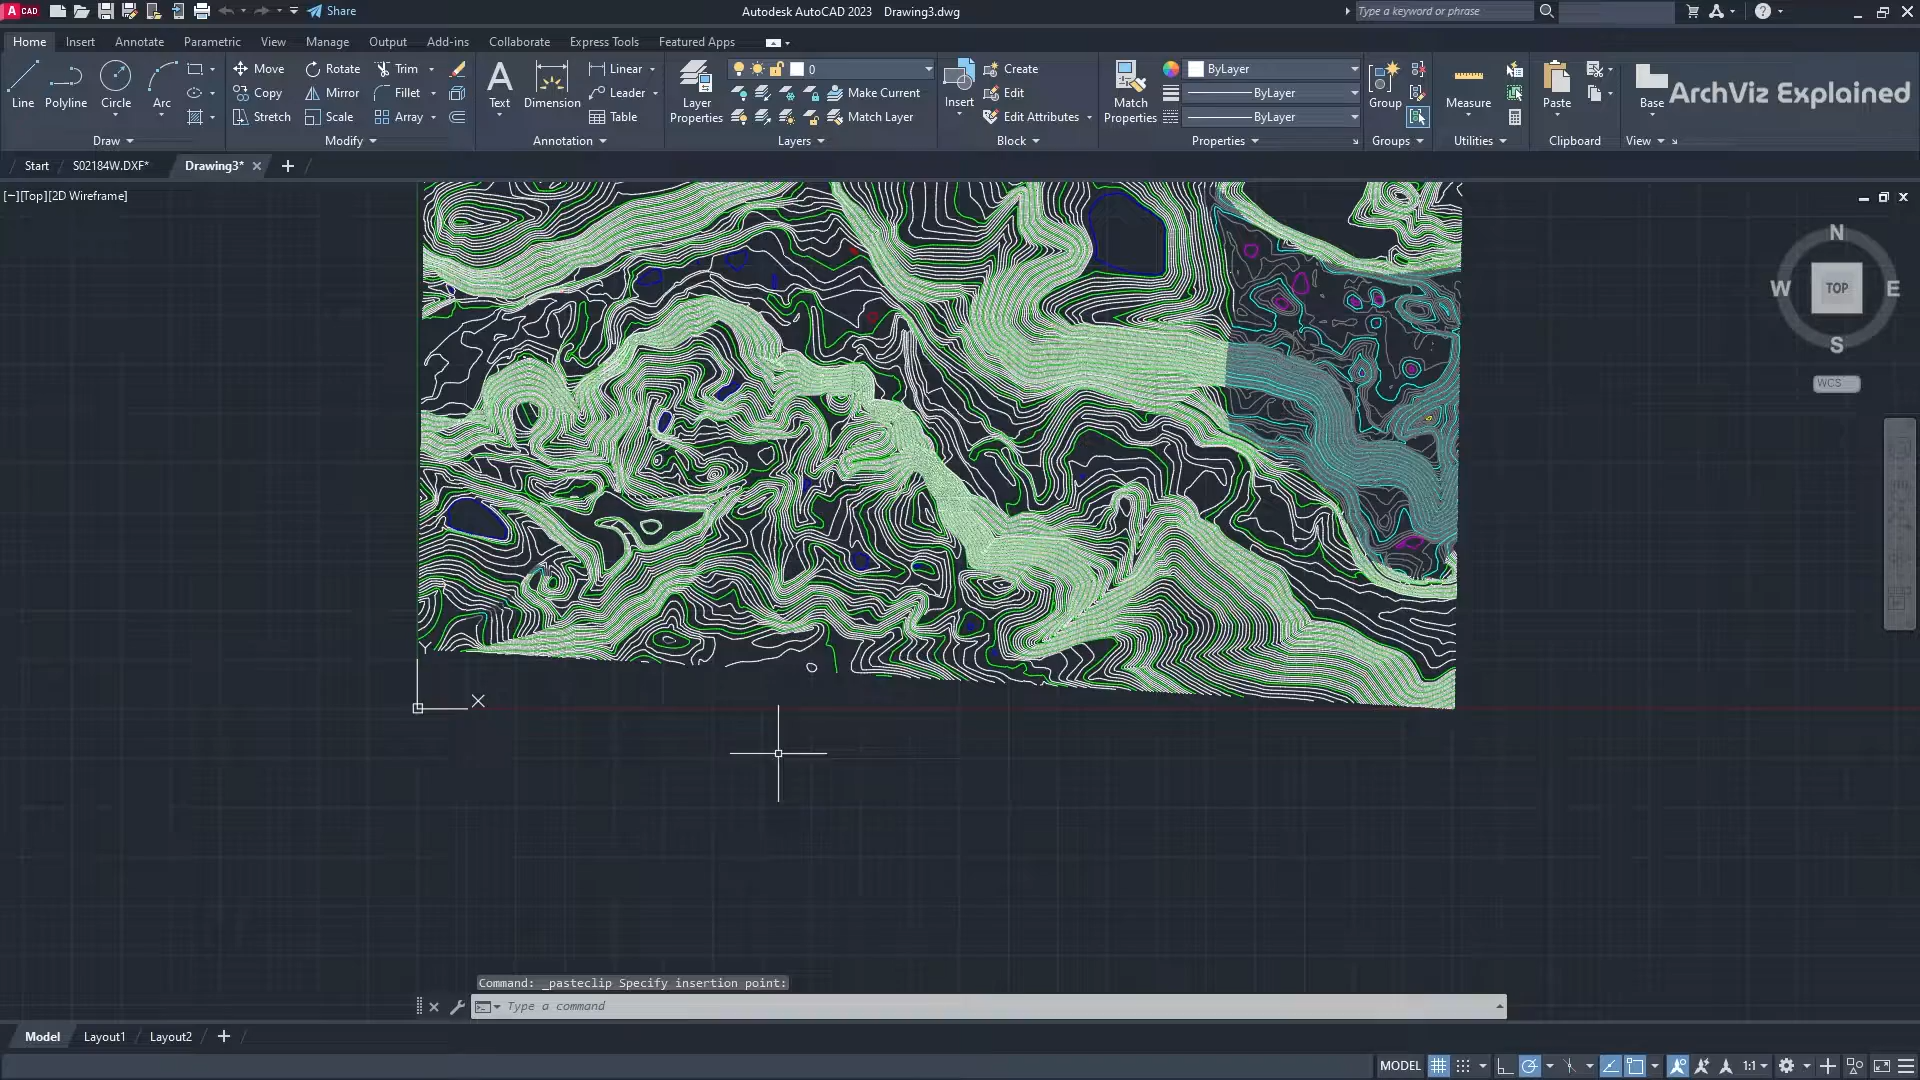 A CAD Share Autodesk AutoCAD 2023 Drawing3.dwg Type a keyword or phrase
Home Insert Annotate Parametric View Manage Output Add-ins Collaborate Express Tools Featured Apps
Line Polyline Circle Arc
Draw
Move Rotate Trim
Copy Mirror Fillet
Stretch Scale Array
Modify
Text Dimension
Linear
Leader
Table
Annotation
Layer Properties
0
Make Current
Match Layer
Layers
Insert
Create
Edit
Edit Attributes
Block
Match Properties
ByLayer
ByLayer
ByLayer
Properties
Group
Groups
Measure
Utilities
Paste
Clipboard
Base
View
ArchViz Explained
Start S02184W.DXF* Drawing3*
[−][Top][2D Wireframe]
N
W TOP E
S
WCS
Y
X
Command: _pasteclip Specify insertion point:
Type a command
Model Layout1 Layout2
MODEL 1:1